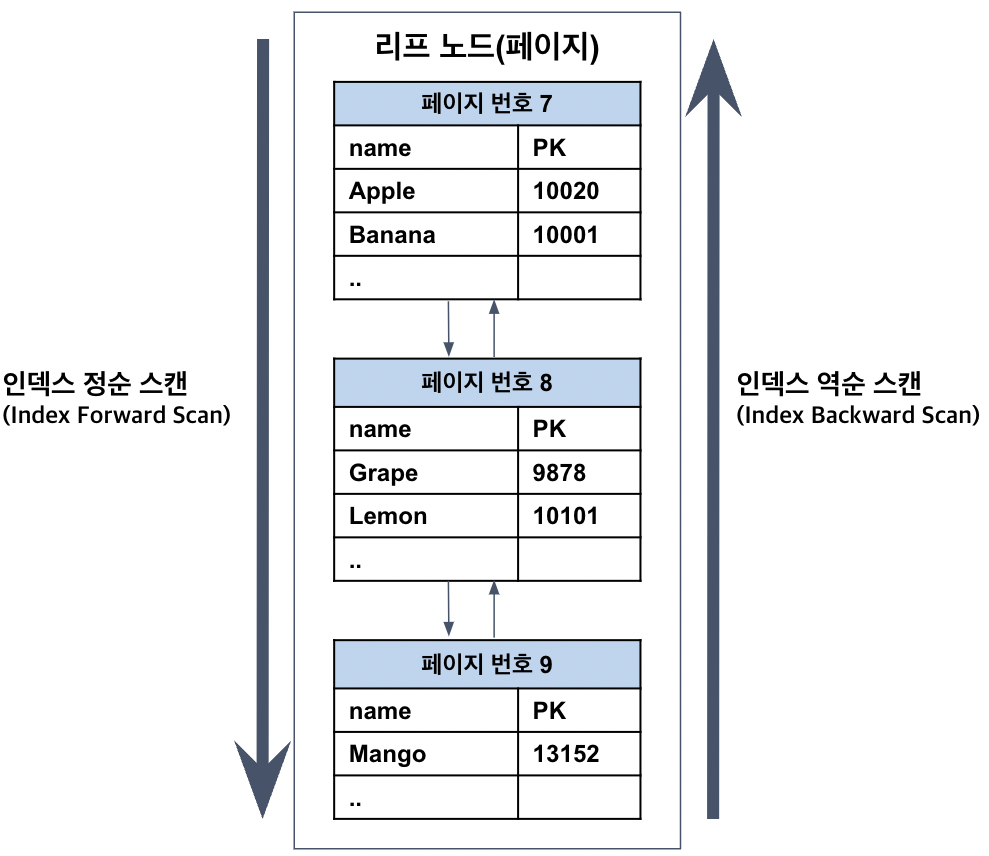 리프 노드(페이지)
페이지 번호 7
name PK
Apple 10020
Banana 10001
..
페이지 번호 8
name PK
Grape 9878
Lemon 10101
..
페이지 번호 9
name PK
Mango 13152
..
인덱스 정순 스캔
(Index Forward Scan)
인덱스 역순 스캔
(Index Backward Scan)